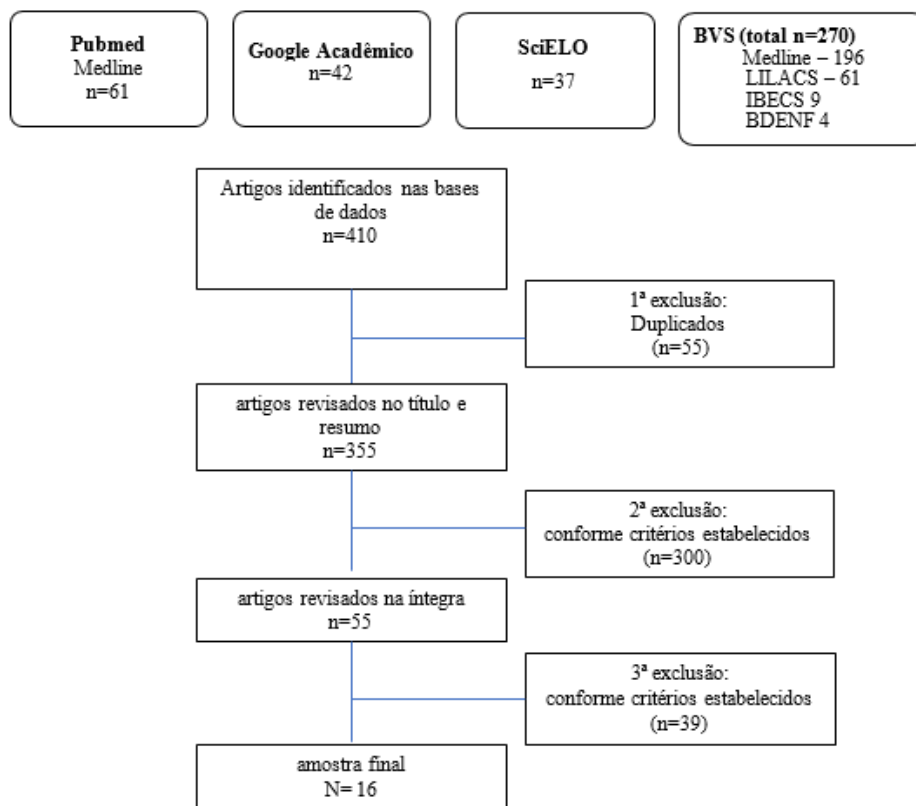 Pubmed
Medline
n=61
Google Acadêmico
n=42
SciELO
n=37
BVS (total n=270)
Medline – 196
LILACS – 61
IBECS 9
BDENF 4
Artigos identificados nas bases
de dados
n=410
1ª exclusão:
Duplicados
(n=55)
artigos revisados no título e
resumo
n=355
2ª exclusão:
conforme critérios estabelecidos
(n=300)
artigos revisados na íntegra
n=55
3ª exclusão:
conforme critérios estabelecidos
(n=39)
amostra final
N= 16